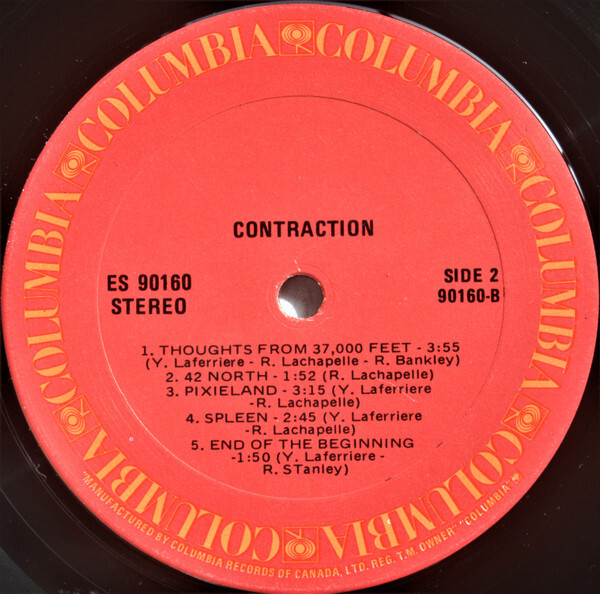 COLUMBIA COLUMBIA COLUMBIA COLUMBIA COLUMBIA COLUMBIA
CONTRACTION
ES 90160
STEREO
SIDE 2
90160-B
1. THOUGHTS FROM 37,000 FEET - 3:55
(Y. Laferriere - R. Lachapelle - R. Bankley)
2. 42 NORTH - 1:52 (R. Lachapelle)
3. PIXIELAND - 3:15 (Y. Laferriere
-R. Lachapelle)
4. SPLEEN - 2:45 (Y. Laferriere
-R. Lachapelle)
5. END OF THE BEGINNING
-1:50 (Y. Laferriere -
R. STanley)
"MANUFACTURED BY COLUMBIA RECORDS OF CANADA, LTD. REG. T.M. OWNER" "COLUMBIA"